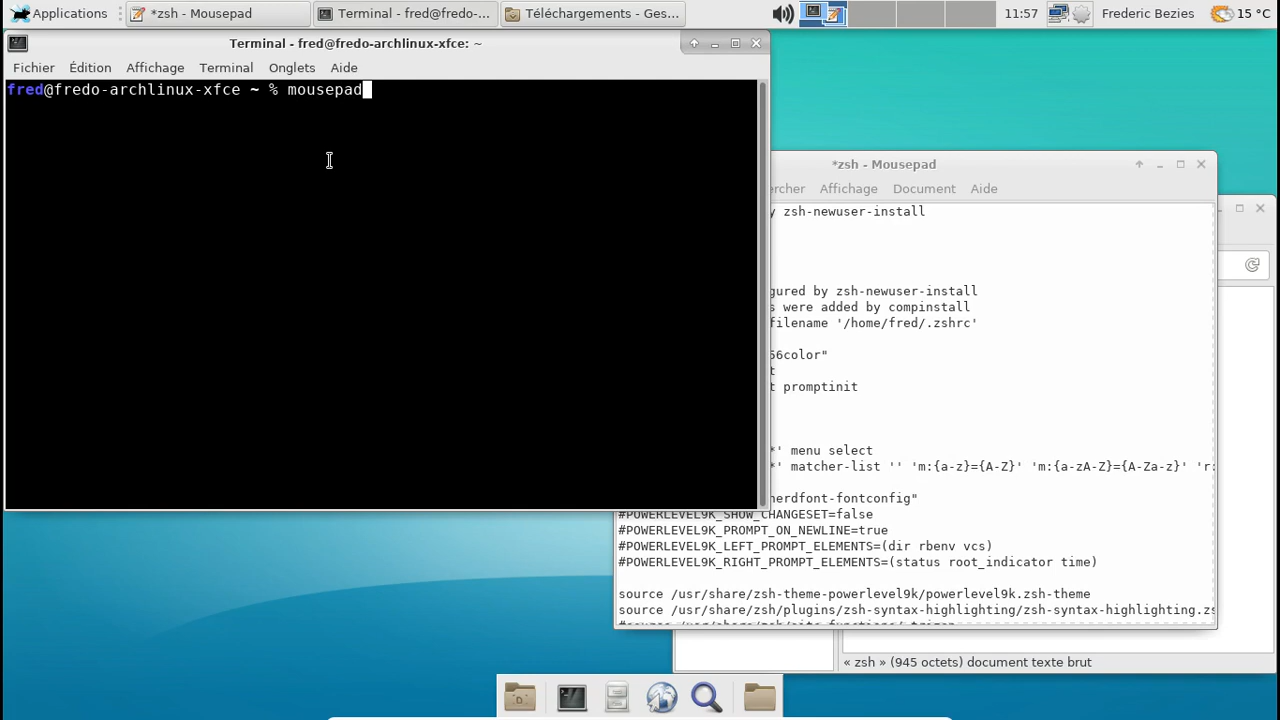 Applications
*zsh - Mousepad
Terminal - fred@fredo-...
Téléchargements - Ges...
11:57
Frederic Bezies
15 °C
Terminal - fred@fredo-archlinux-xfce: ~
Fichier Édition Affichage Terminal Onglets Aide
fred@fredo-archlinux-xfce ~ % mousepad
*zsh - Mousepad
ercher Affichage Document Aide
y zsh-newuser-install
gured by zsh-newuser-install
s were added by compinstall
filename '/home/fred/.zshrc'
56color"
t
t promptinit
*' menu select
*' matcher-list '' 'm:{a-z}={A-Z}' 'm:{a-zA-Z}={A-Za-z}' 'r:
nerdfont-fontconfig"
#POWERLEVEL9K_SHOW_CHANGESET=false
#POWERLEVEL9K_PROMPT_ON_NEWLINE=true
#POWERLEVEL9K_LEFT_PROMPT_ELEMENTS=(dir rbenv vcs)
#POWERLEVEL9K_RIGHT_PROMPT_ELEMENTS=(status root_indicator time)
source /usr/share/zsh-theme-powerlevel9k/powerlevel9k.zsh-theme
source /usr/share/zsh/plugins/zsh-syntax-highlighting/zsh-syntax-highlighting.zs
« zsh » (945 octets) document texte brut